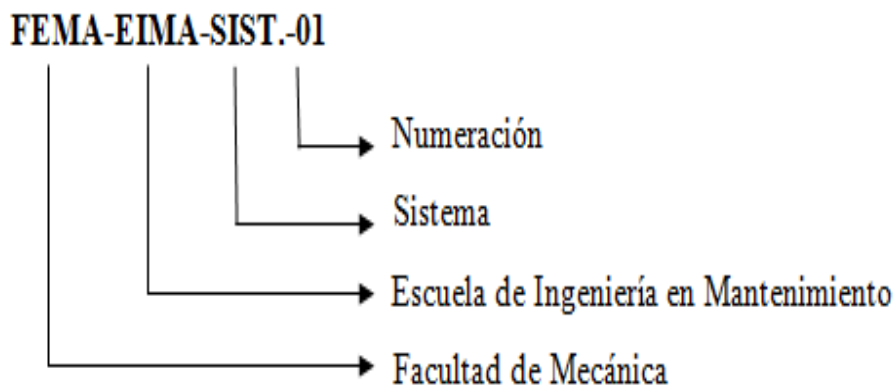 FEMA-EIMA-SIST.-01
Numeración
Sistema
Escuela de Ingeniería en Mantenimiento
Facultad de Mecánica